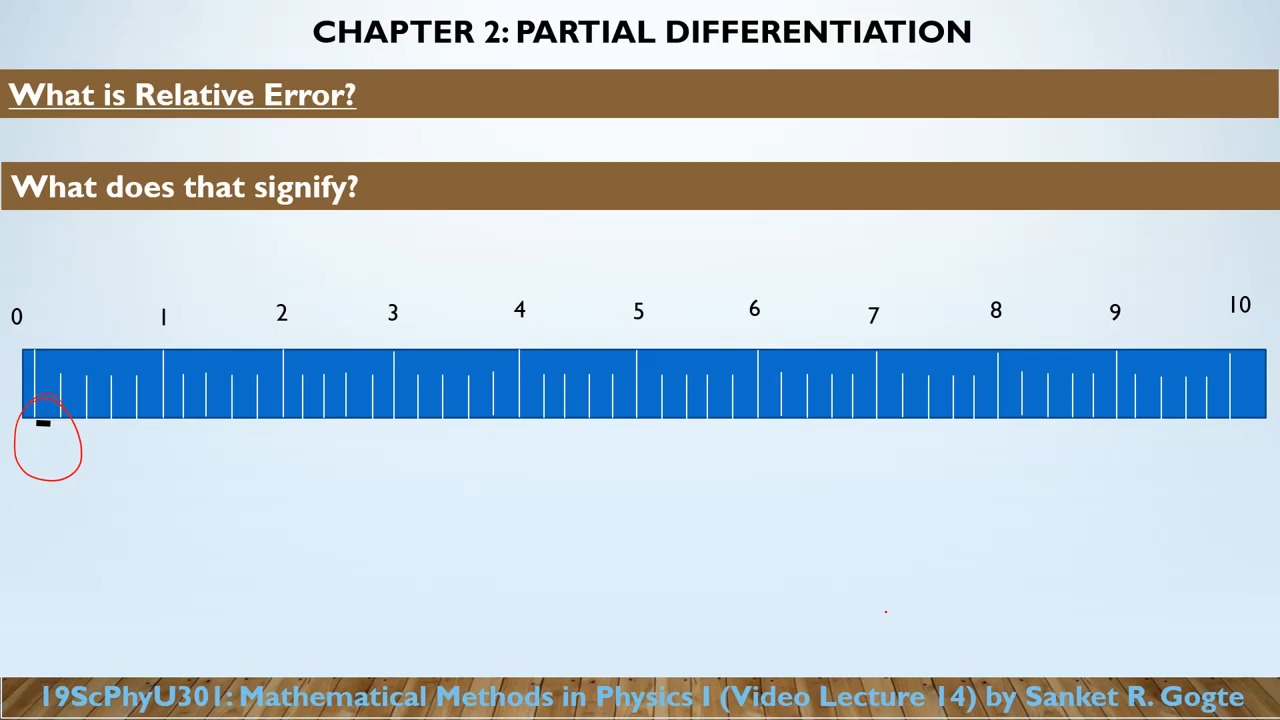 CHAPTER 2: PARTIAL DIFFERENTIATION
What is Relative Error?
What does that signify?
0 1 2 3 4 5 6 7 8 9 10
19ScPhyU301: Mathematical Methods in Physics I (Video Lecture 14) by Sanket R. Gogte